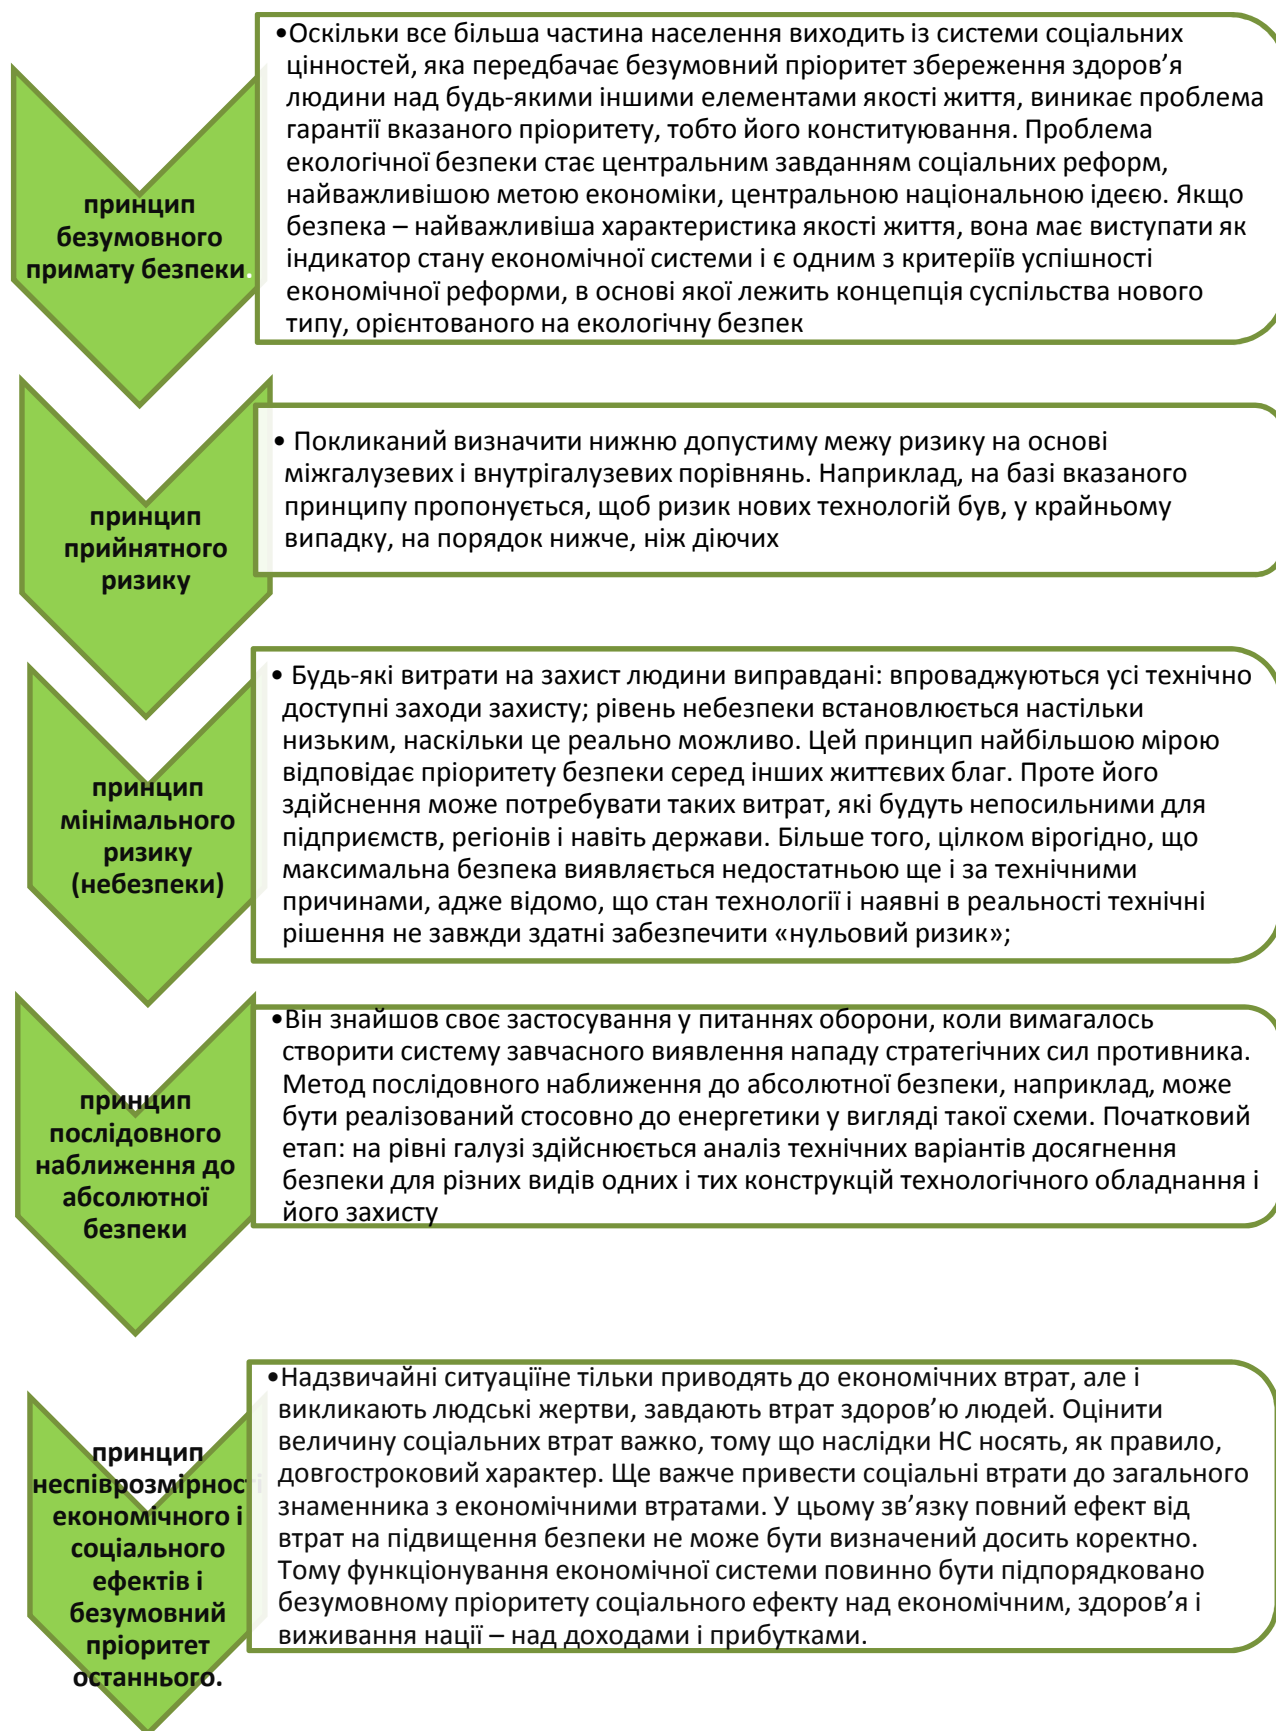 принцип
безумовного
примату безпеки.
•Оскільки все більша частина населення виходить із системи соціальних
цінностей, яка передбачає безумовний пріоритет збереження здоров’я
людини над будь-якими іншими елементами якості життя, виникає проблема
гарантії вказаного пріоритету, тобто його конституювання. Проблема
екологічної безпеки стає центральним завданням соціальних реформ,
найважливішою метою економіки, центральною національною ідеєю. Якщо
безпека – найважливіша характеристика якості життя, вона має виступати як
індикатор стану економічної системи і є одним з критеріїв успішності
економічної реформи, в основі якої лежить концепція суспільства нового
типу, орієнтованого на екологічну безпек
принцип
прийнятного
ризику
• Покликаний визначити нижню допустиму межу ризику на основі
міжгалузевих і внутрігалузевих порівнянь. Наприклад, на базі вказаного
принципу пропонується, щоб ризик нових технологій був, у крайньому
випадку, на порядок нижче, ніж діючих
принцип
мінімального
ризику
(небезпеки)
• Будь-які витрати на захист людини виправдані: впроваджуються усі технічно
доступні заходи захисту; рівень небезпеки встановлюється настільки
низьким, наскільки це реально можливо. Цей принцип найбільшою мірою
відповідає пріоритету безпеки серед інших життєвих благ. Проте його
здійснення може потребувати таких витрат, які будуть непосильними для
підприємств, регіонів і навіть держави. Більше того, цілком вірогідно, що
максимальна безпека виявляється недостатньою ще і за технічними
причинами, адже відомо, що стан технології і наявні в реальності технічні
рішення не завжди здатні забезпечити «нульовий ризик»;
принцип
послідовного
наближення до
абсолютної
безпеки
•Він знайшов своє застосування у питаннях оборони, коли вимагалось
створити систему завчасного виявлення нападу стратегічних сил противника.
Метод послідовного наближення до абсолютної безпеки, наприклад, може
бути реалізований стосовно до енергетики у вигляді такої схеми. Початковий
етап: на рівні галузі здійснюється аналіз технічних варіантів досягнення
безпеки для різних видів одних і тих конструкцій технологічного обладнання і
його захисту
принцип
неспіврозмірності
економічного і
соціального
ефектів і
безумовний
пріоритет
останнього.
•Надзвичайні ситуаціїне тільки приводять до економічних втрат, але і
викликають людські жертви, завдають втрат здоров’ю людей. Оцінити
величину соціальних втрат важко, тому що наслідки НС носять, як правило,
довгостроковий характер. Ще важче привести соціальні втрати до загального
знаменника з економічними втратами. У цьому зв’язку повний ефект від
втрат на підвищення безпеки не може бути визначений досить коректно.
Тому функціонування економічної системи повинно бути підпорядковано
безумовному пріоритету соціального ефекту над економічним, здоров’я і
виживання нації – над доходами і прибутками.